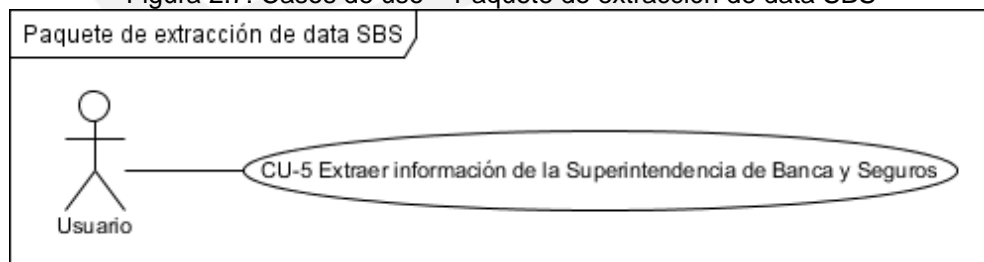 Figura 2.7: Casos de uso – Paquete de extracción de data SBS
Paquete de extracción de data SBS
CU-5 Extraer información de la Superintendencia de Banca y Seguros
Usuario